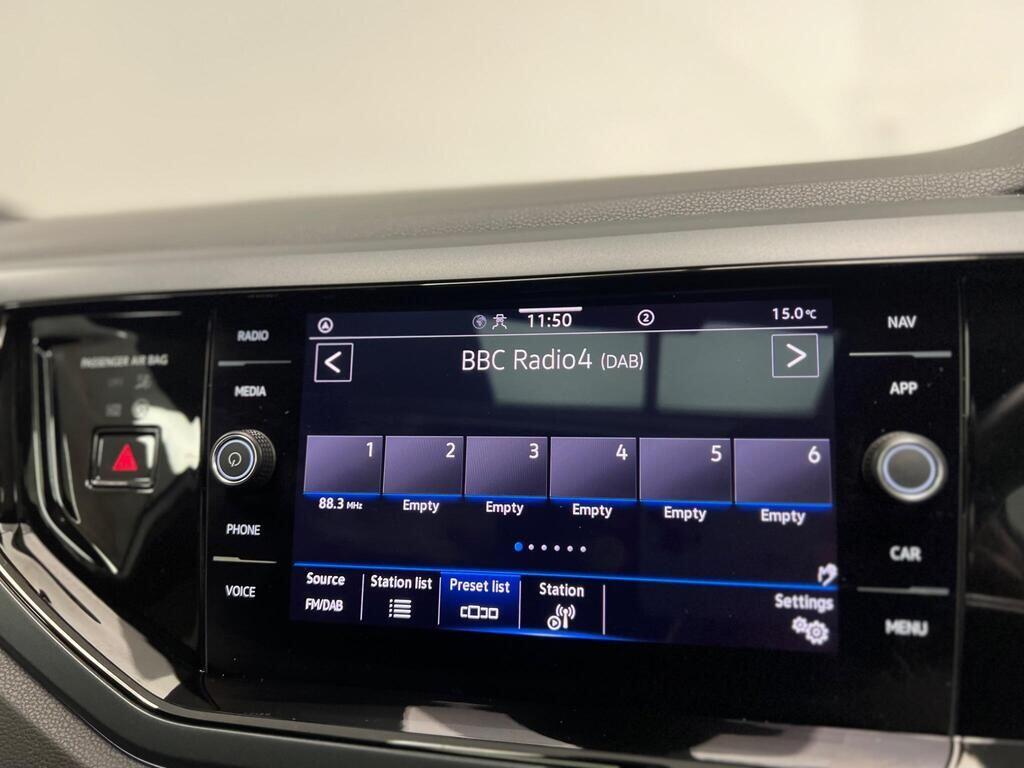 PASSENGER AIR BAG
RADIO
MEDIA
PHONE
VOICE
11:50
2
15.0°C
<
BBC Radio4 (DAB)
>
1 2 3 4 5 6
88.3 MHz Empty Empty Empty Empty Empty
Source Station list Preset list Station Settings
FM/DAB
NAV
APP
CAR
MENU